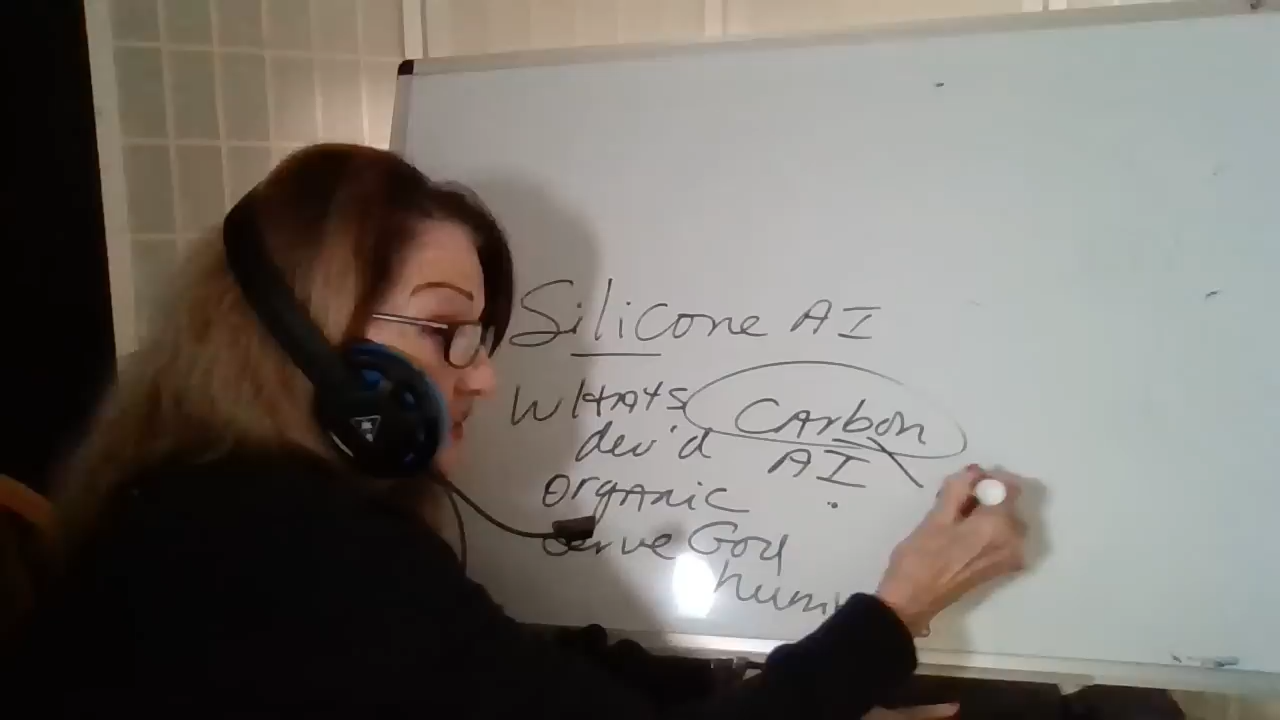 Silicone AI
WHAts CArbon
dev'd AI
OrgANiC
serve God